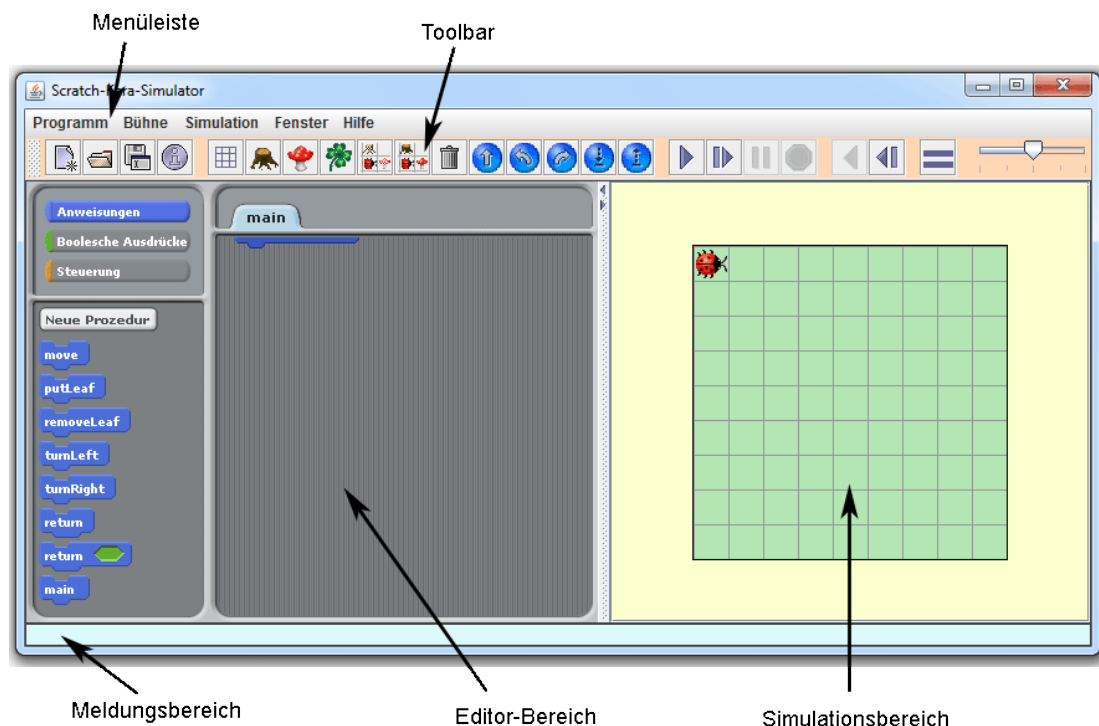 Menüleiste
Toolbar
Scratch-Kara-Simulator
Programm Bühne Simulation Fenster Hilfe
Anweisungen
Boolesche Ausdrücke
Steuerung
main
Neue Prozedur
move
putLeaf
removeLeaf
turnLeft
turnRight
return
return
main
Meldungsbereich
Editor-Bereich
Simulationsbereich